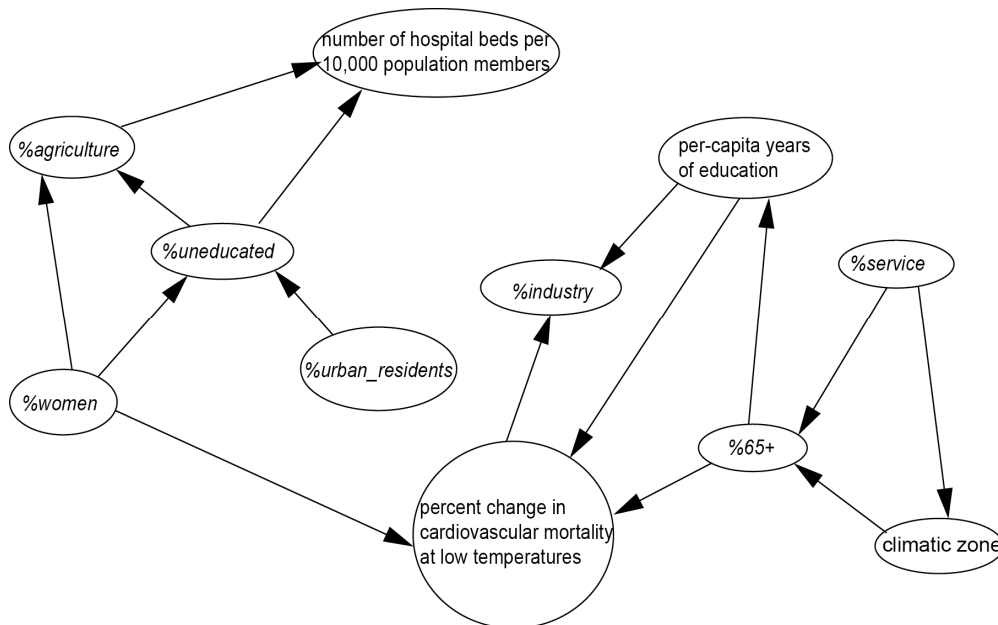 number of hospital beds per
10,000 population members
%agriculture
per-capita years
of education
%uneducated
%service
%industry
%urban_residents
%women
%65+
percent change in
cardiovascular mortality
at low temperatures
climatic zone